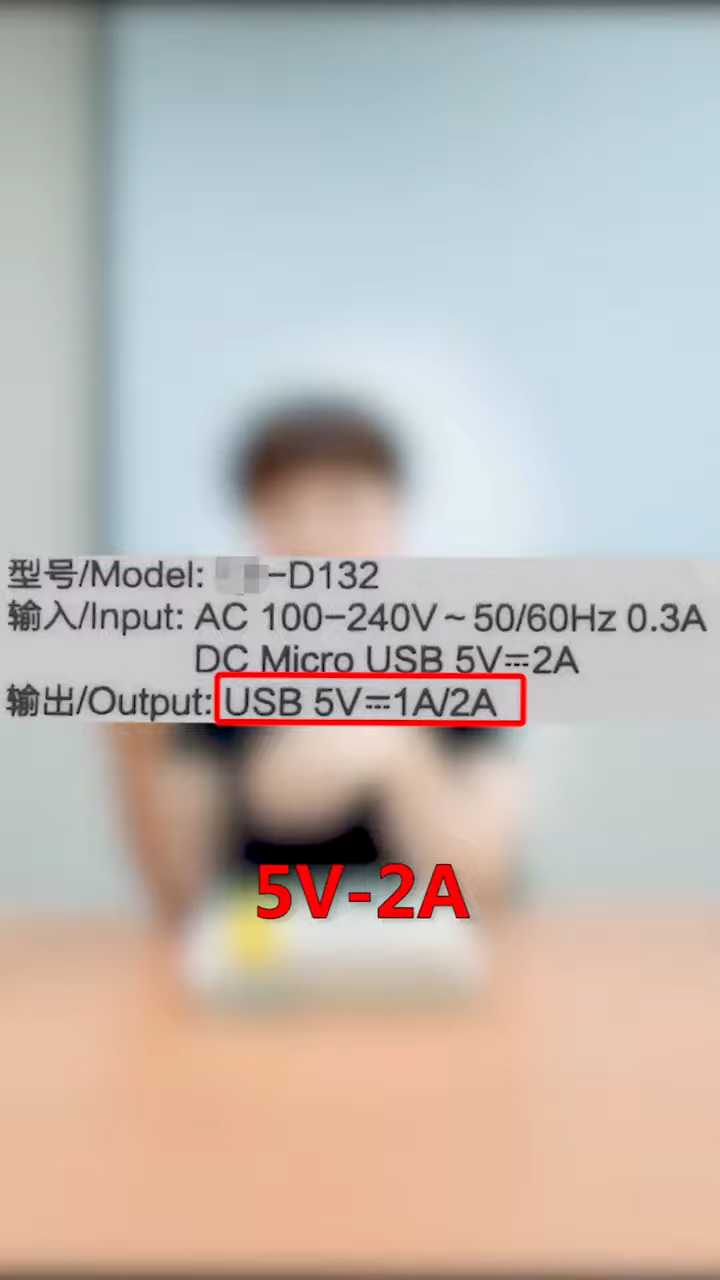 型号/Model: -D132
输入/Input: AC 100-240V~50/60Hz 0.3A
DC Micro USB 5V⎓2A
输出/Output: USB 5V⎓1A/2A
5V-2A